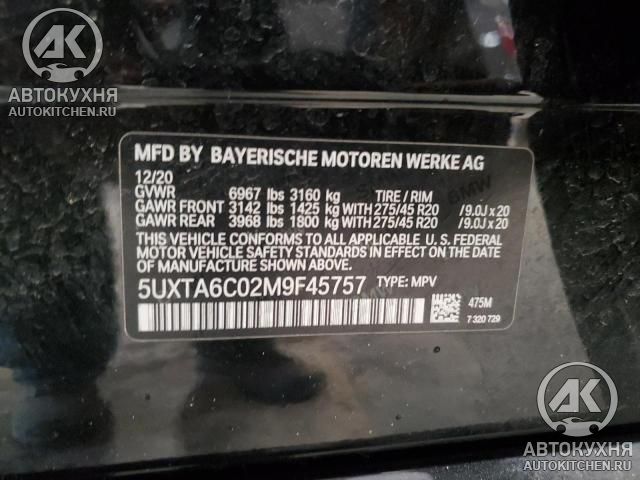 АК
АВТОКУХНЯ
AUTOKITCHEN.RU
MFD BY BAYERISCHE MOTOREN WERKE AG
12/20
GVWR 6967 lbs 3160 kg TIRE / RIM
GAWR FRONT 3142 lbs 1425 kg WITH 275/45 R20 /9.0J x 20
GAWR REAR 3968 lbs 1800 kg WITH 275/45 R20 /9.0J x 20
THIS VEHICLE CONFORMS TO ALL APPLICABLE U. S. FEDERAL
MOTOR VEHICLE SAFETY STANDARDS IN EFFECT ON THE DATE
OF MANUFACTURE SHOWN ABOVE.
5UXTA6C02M9F45757 TYPE: MPV
475M
7 320 729
АК
АВТОКУХНЯ
AUTOKITCHEN.RU